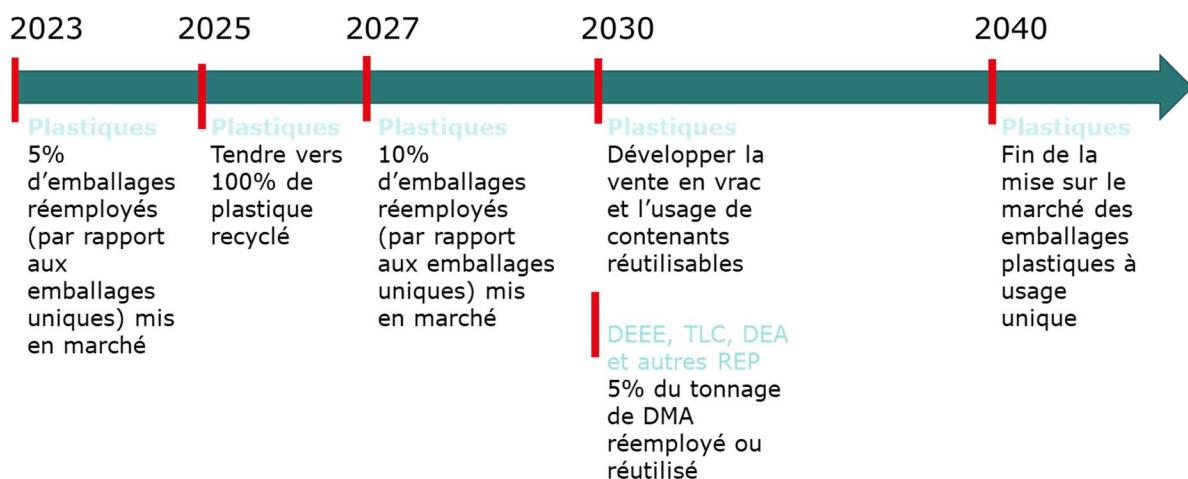 2023
2025
2027
2030
2040
Plastiques
5%
d’emballages
réemployés
(par rapport
aux
emballages
uniques) mis
en marché
Plastiques
Tendre vers
100% de
plastique
recyclé
Plastiques
10%
d’emballages
réemployés
(par rapport
aux emballages
uniques) mis
en marché
Plastiques
Développer la
vente en vrac
et l’usage de
contenants
réutilisables
DEEE, TLC, DEA
et autres REP
5% du tonnage
de DMA
réemployé ou
réutilisé
Plastiques
Fin de la
mise sur le
marché des
emballages
plastiques à
usage
unique